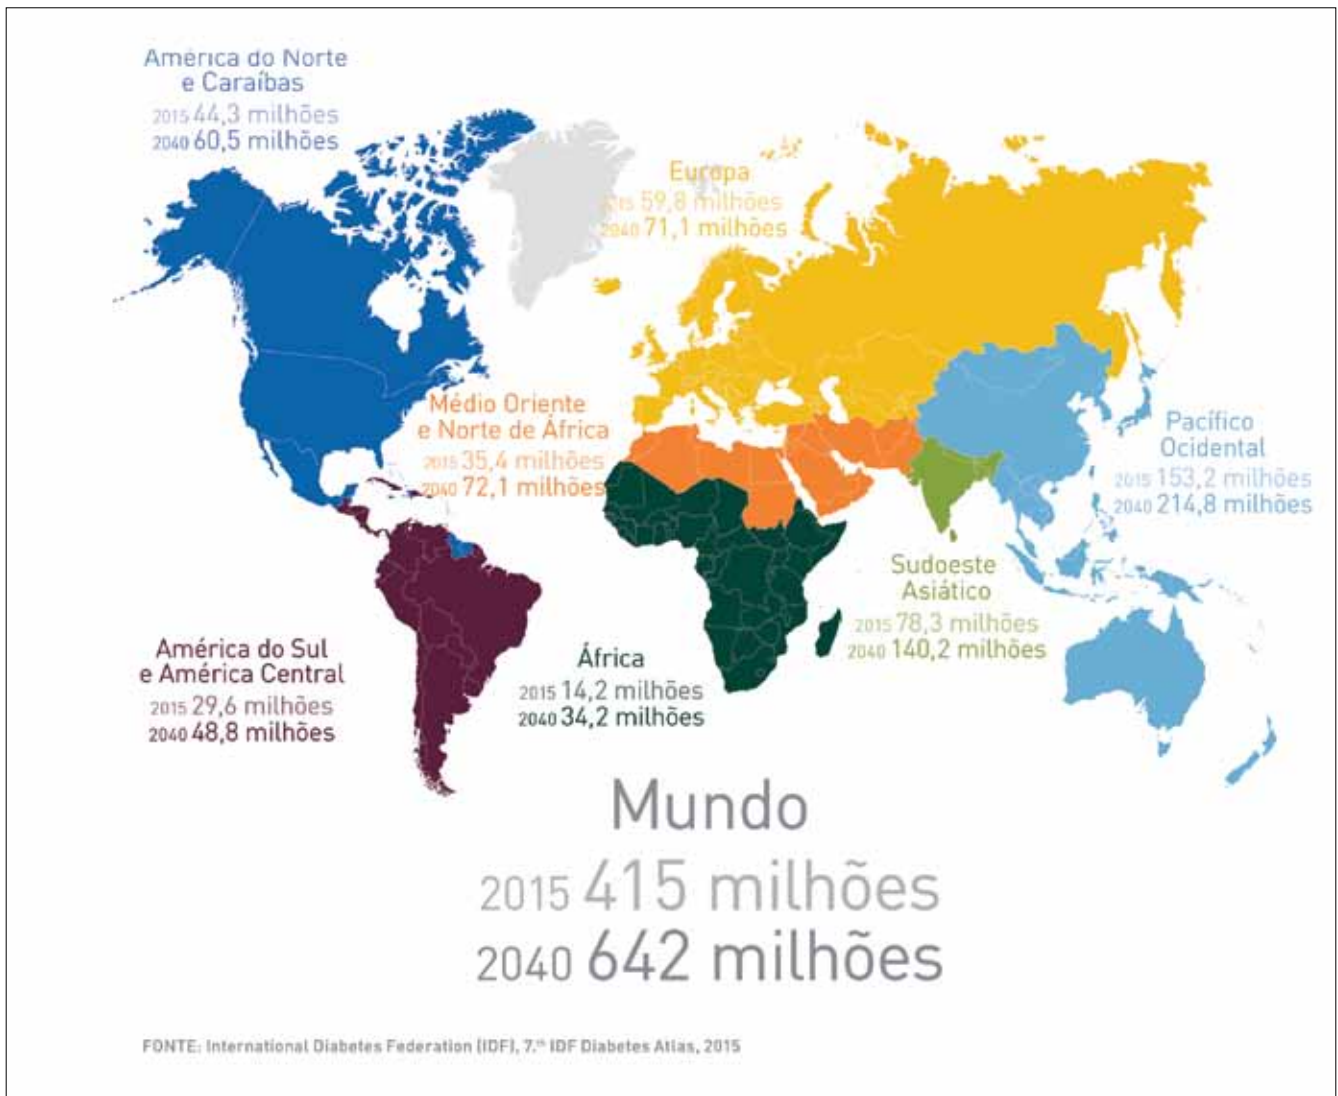 América do Norte
e Caraíbas
2015 44,3 milhões
2040 60,5 milhões
Europa
2015 59,8 milhões
2040 71,1 milhões
Médio Oriente
e Norte de África
2015 35,4 milhões
2040 72,1 milhões
Pacífico
Ocidental
2015 153,2 milhões
2040 214,8 milhões
Sudoeste
Asiático
2015 78,3 milhões
2040 140,2 milhões
América do Sul
e América Central
2015 29,6 milhões
2040 48,8 milhões
África
2015 14,2 milhões
2040 34,2 milhões
Mundo
2015 415 milhões
2040 642 milhões
FONTE: International Diabetes Federation (IDF), 7.th IDF Diabetes Atlas, 2015